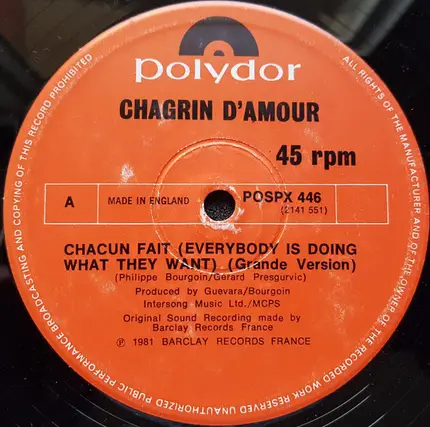 polydor
CHAGRIN D'AMOUR
45 rpm
A
MADE IN ENGLAND
POSPX 446
(2141 551)
CHACUN FAIT (EVERYBODY IS DOING
WHAT THEY WANT) (Grande Version)
(Philippe Bourgoin/Gerard Presgurvic)
Produced by Guevara/Bourgoin
Intersong Music Ltd./MCPS
Original Sound Recording made by
Barclay Records France
℗ 1981 BARCLAY RECORDS FRANCE
ALL RIGHTS OF THE MANUFACTURER AND OF THE OWNER OF THE RECORDED WORK RESERVED UNAUTHORIZED PUBLIC PERFORMANCE BROADCASTING AND COPYING OF THIS RECORD PROHIBITED